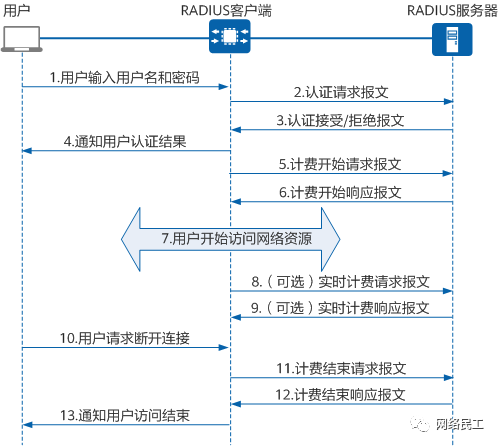 用户
RADIUS客户端
RADIUS服务器
1.用户输入用户名和密码
2.认证请求报文
3.认证接受/拒绝报文
4.通知用户认证结果
5.计费开始请求报文
6.计费开始响应报文
7.用户开始访问网络资源
8.（可选）实时计费请求报文
9.（可选）实时计费响应报文
10.用户请求断开连接
11.计费结束请求报文
12.计费结束响应报文
13.通知用户访问结束
网络民工